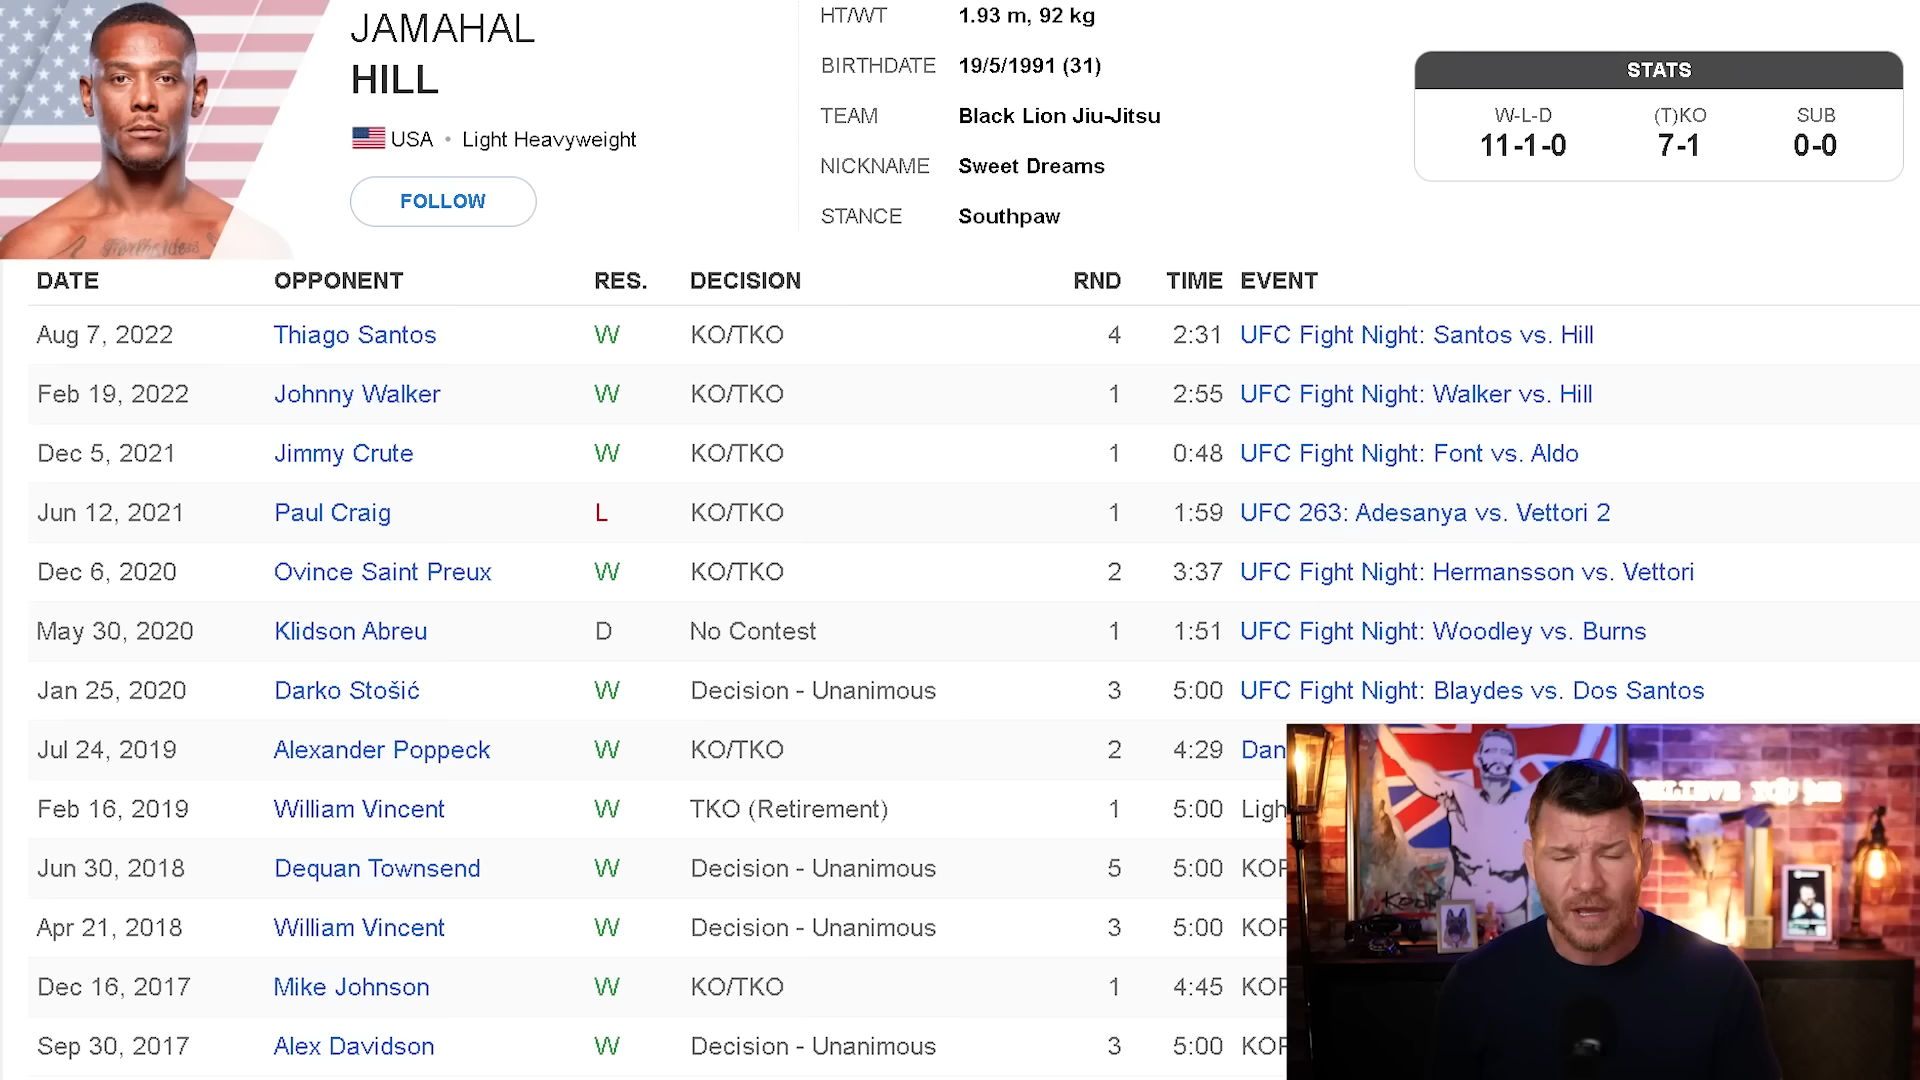 JAMAHAL
HILL
USA • Light Heavyweight
FOLLOW
HT/WT 1.93 m, 92 kg
BIRTHDATE 19/5/1991 (31)
TEAM Black Lion Jiu-Jitsu
NICKNAME Sweet Dreams
STANCE Southpaw
STATS
W-L-D (T)KO SUB
11-1-0 7-1 0-0
DATE OPPONENT RES. DECISION RND TIME EVENT
Aug 7, 2022 Thiago Santos W KO/TKO 4 2:31 UFC Fight Night: Santos vs. Hill
Feb 19, 2022 Johnny Walker W KO/TKO 1 2:55 UFC Fight Night: Walker vs. Hill
Dec 5, 2021 Jimmy Crute W KO/TKO 1 0:48 UFC Fight Night: Font vs. Aldo
Jun 12, 2021 Paul Craig L KO/TKO 1 1:59 UFC 263: Adesanya vs. Vettori 2
Dec 6, 2020 Ovince Saint Preux W KO/TKO 2 3:37 UFC Fight Night: Hermansson vs. Vettori
May 30, 2020 Klidson Abreu D No Contest 1 1:51 UFC Fight Night: Woodley vs. Burns
Jan 25, 2020 Darko Stošić W Decision - Unanimous 3 5:00 UFC Fight Night: Blaydes vs. Dos Santos
Jul 24, 2019 Alexander Poppeck W KO/TKO 2 4:29 Dan
Feb 16, 2019 William Vincent W TKO (Retirement) 1 5:00 Ligh
Jun 30, 2018 Dequan Townsend W Decision - Unanimous 5 5:00 KOP
Apr 21, 2018 William Vincent W Decision - Unanimous 3 5:00 KOP
Dec 16, 2017 Mike Johnson W KO/TKO 1 4:45 KOP
Sep 30, 2017 Alex Davidson W Decision - Unanimous 3 5:00 KOP
BELIEVE YOU ME